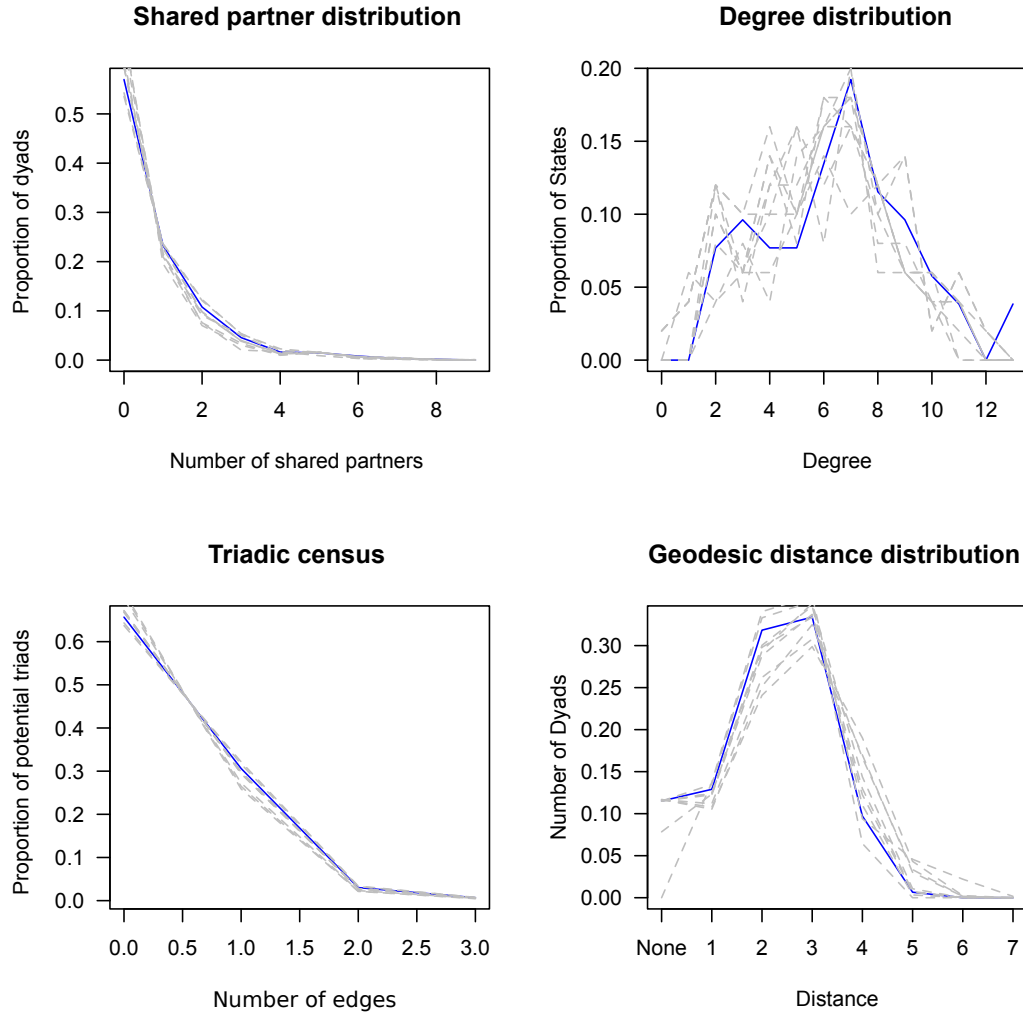 Shared partner distribution
Proportion of dyads
0.5
0.4
0.3
0.2
0.1
0.0
0 2 4 6 8
Number of shared partners
Degree distribution
Proportion of States
0.20
0.15
0.10
0.05
0.00
0 2 4 6 8 10 12
Degree
Triadic census
Proportion of potential triads
0.6
0.5
0.4
0.3
0.2
0.1
0.0
0.0 0.5 1.0 1.5 2.0 2.5 3.0
Number of edges
Geodesic distance distribution
Number of Dyads
0.30
0.25
0.20
0.15
0.10
0.05
0.00
None 1 2 3 4 5 6 7
Distance